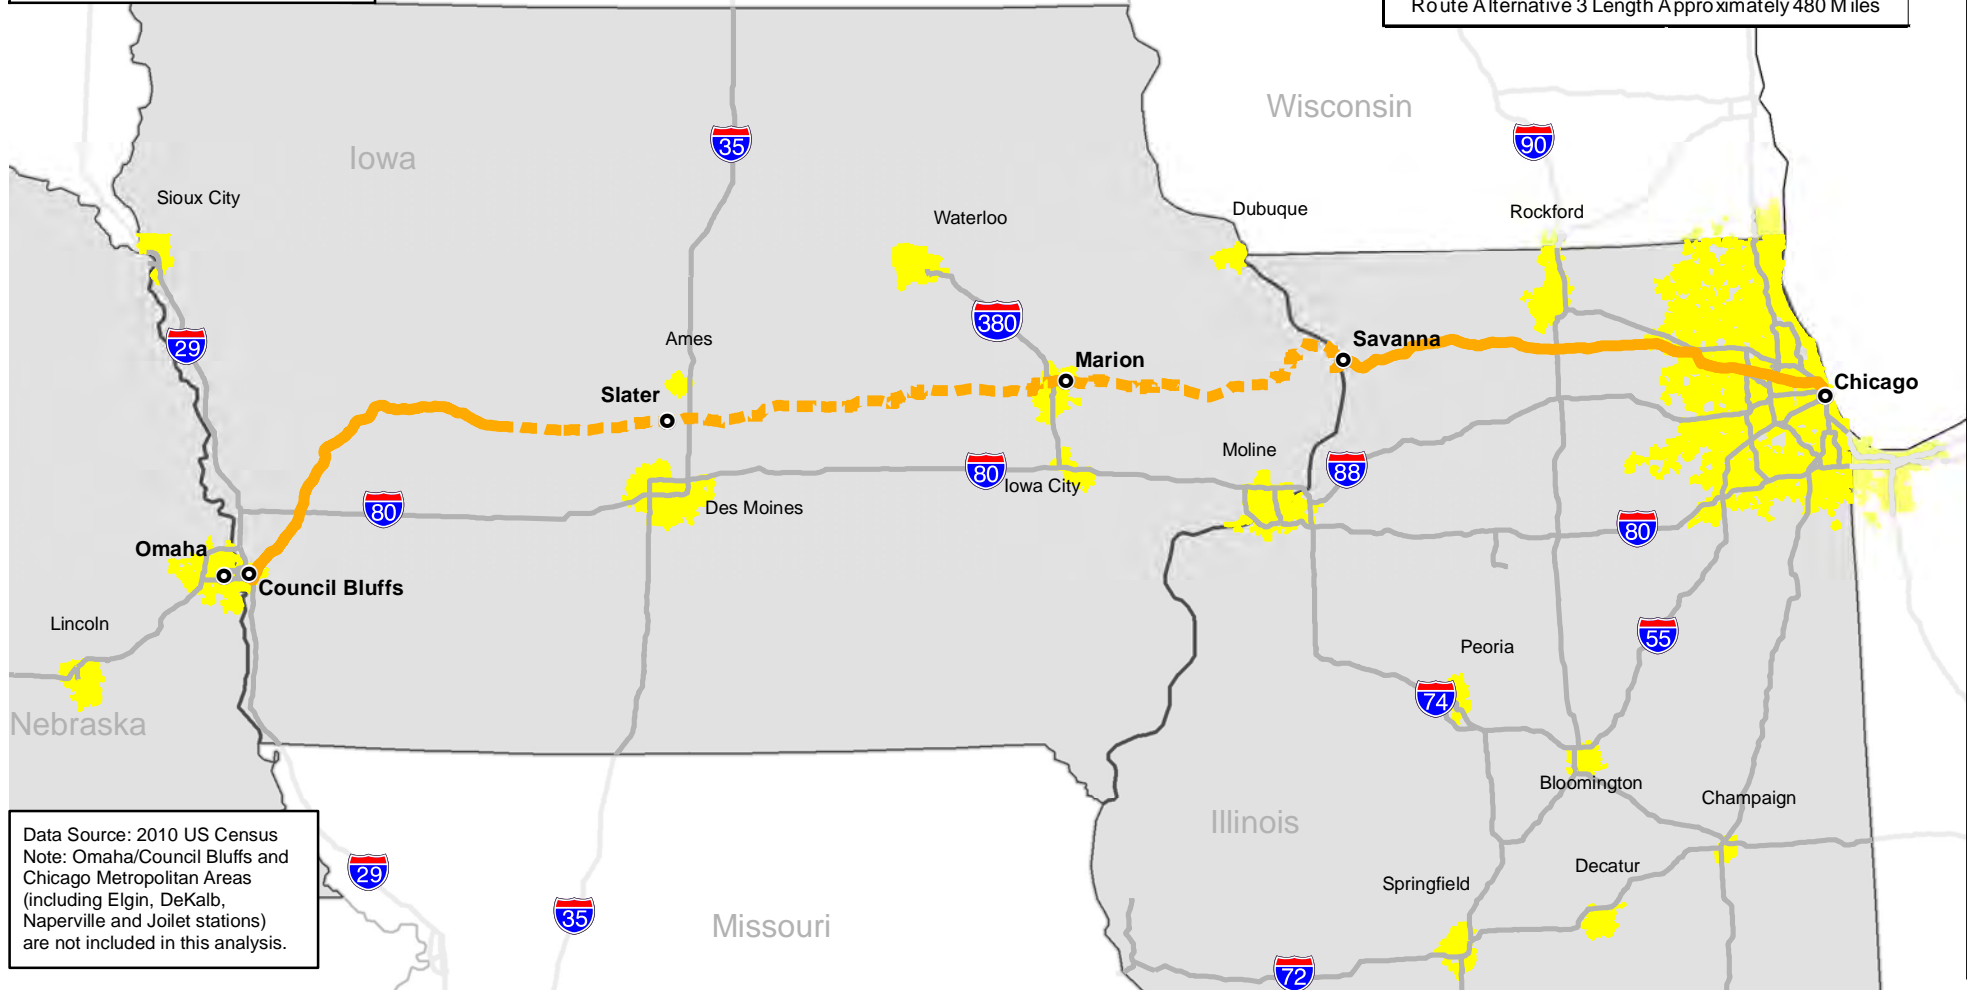 Route Alternative 3 Length Approximately 480 Miles
Wisconsin
35
90
Iowa
Sioux City
Waterloo
Dubuque
Rockford
29
380
Ames
Savanna
Marion
Slater
Chicago
Moline
80
Iowa City
88
80
Des Moines
80
Omaha
Council Bluffs
Lincoln
55
Peoria
74
Nebraska
Bloomington
Champaign
Illinois
Data Source: 2010 US Census
Note: Omaha/Council Bluffs and
Chicago Metropolitan Areas
(including Elgin, DeKalb,
Naperville and Joilet stations)
are not included in this analysis.
29
Decatur
Springfield
35
Missouri
72